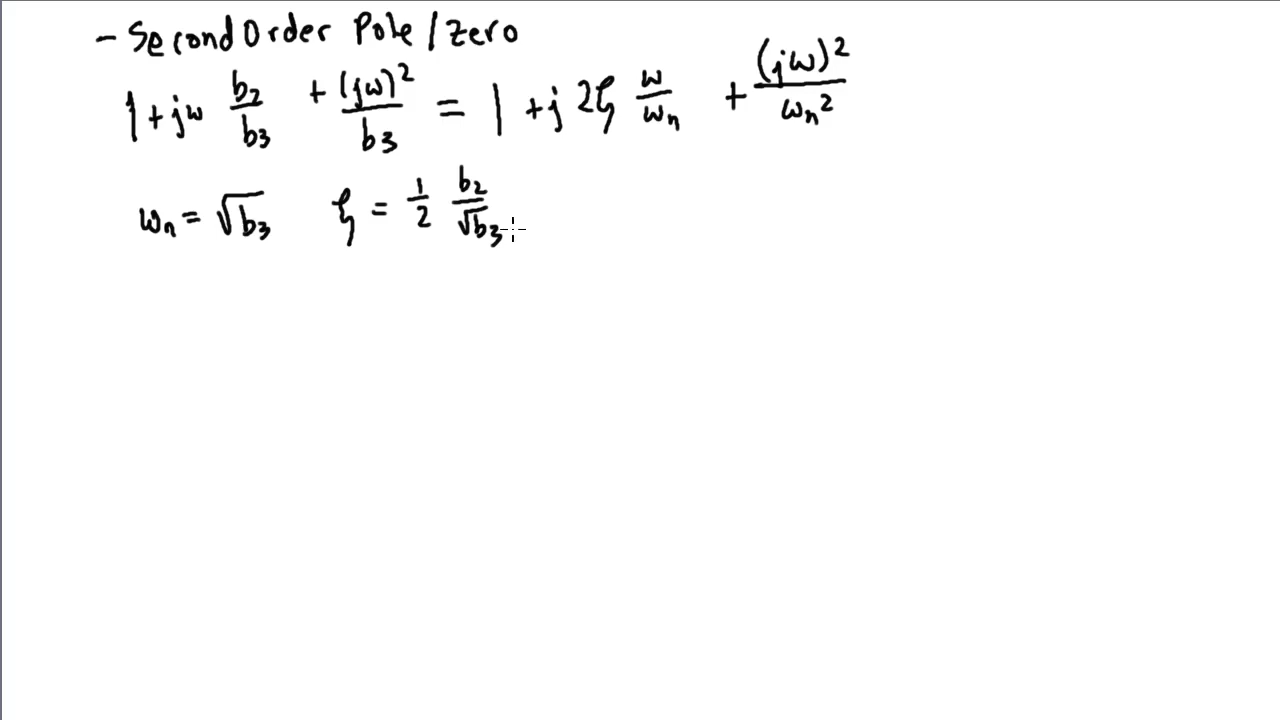 - Second Order Pole/Zero
1 + jω b2/b3 + (jω)²/b3 = 1 + j 2ζ ω/ωn + (jω)²/ωn²
ωn = √b3 ζ = 1/2 b2/√b3